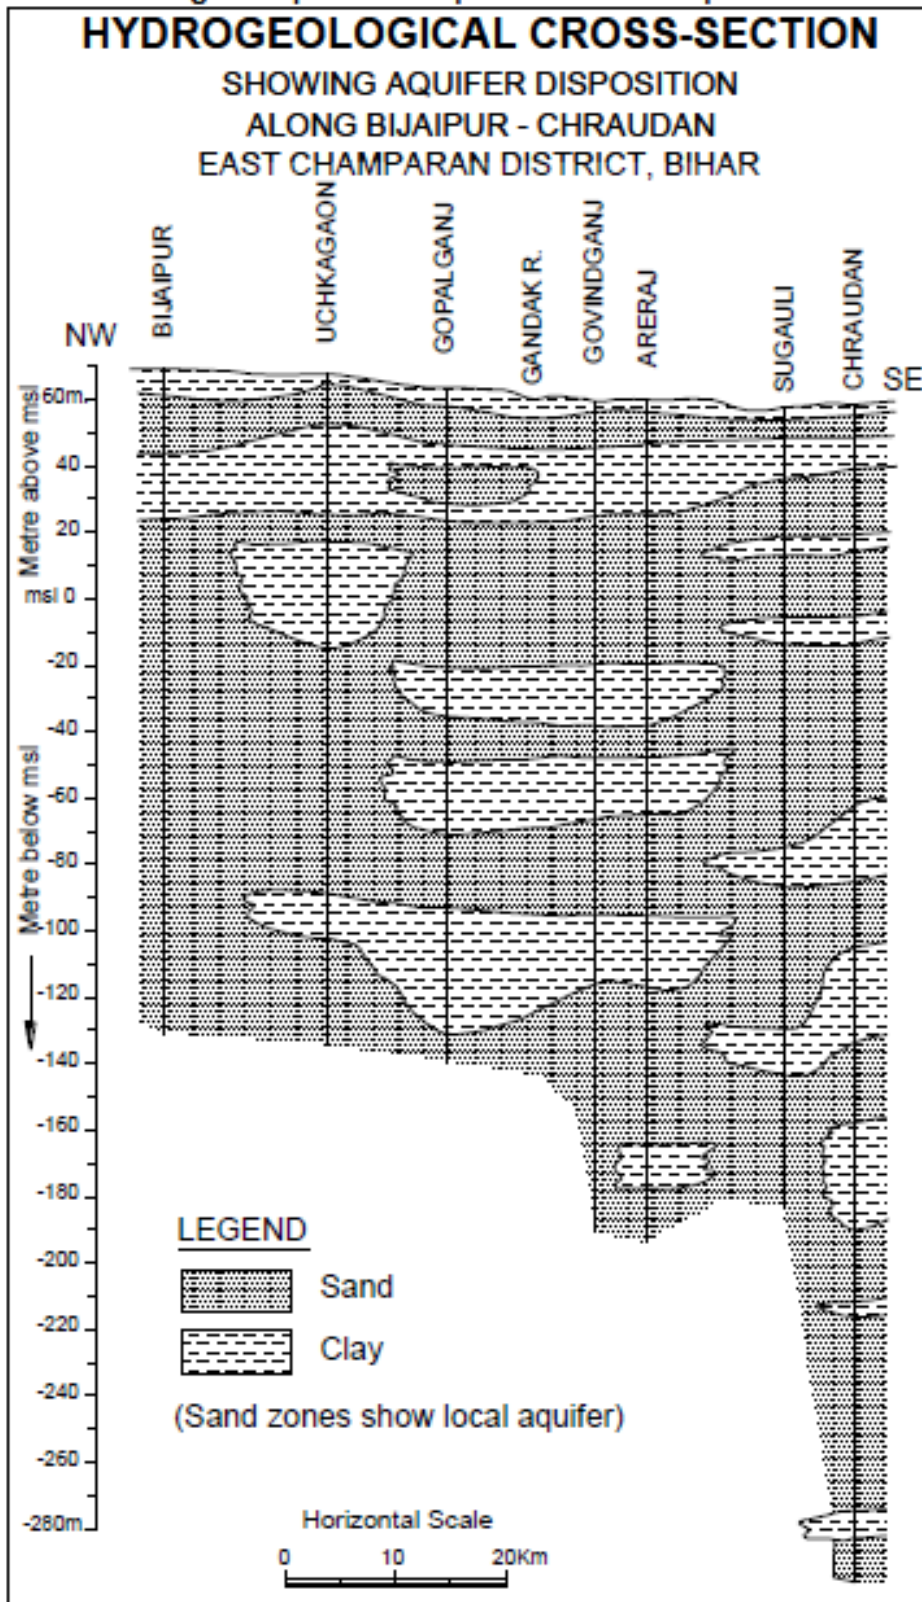 HYDROGEOLOGICAL CROSS-SECTION
SHOWING AQUIFER DISPOSITION
ALONG BIJAIPUR - CHRAUDAN
EAST CHAMPARAN DISTRICT, BIHAR
NW
BIJAIPUR
UCHKAGAON
GOPALGANJ
GANDAK R.
GOVINDGANJ
ARERAJ
SUGAULI
CHRAUDAN
SE
Metre above msl
Metre below msl
60m
40
20
msl 0
-20
-40
-60
-80
-100
-120
-140
-160
-180
-200
-220
-240
-260
-280m
LEGEND
Sand
Clay
(Sand zones show local aquifer)
Horizontal Scale
0 10 20Km